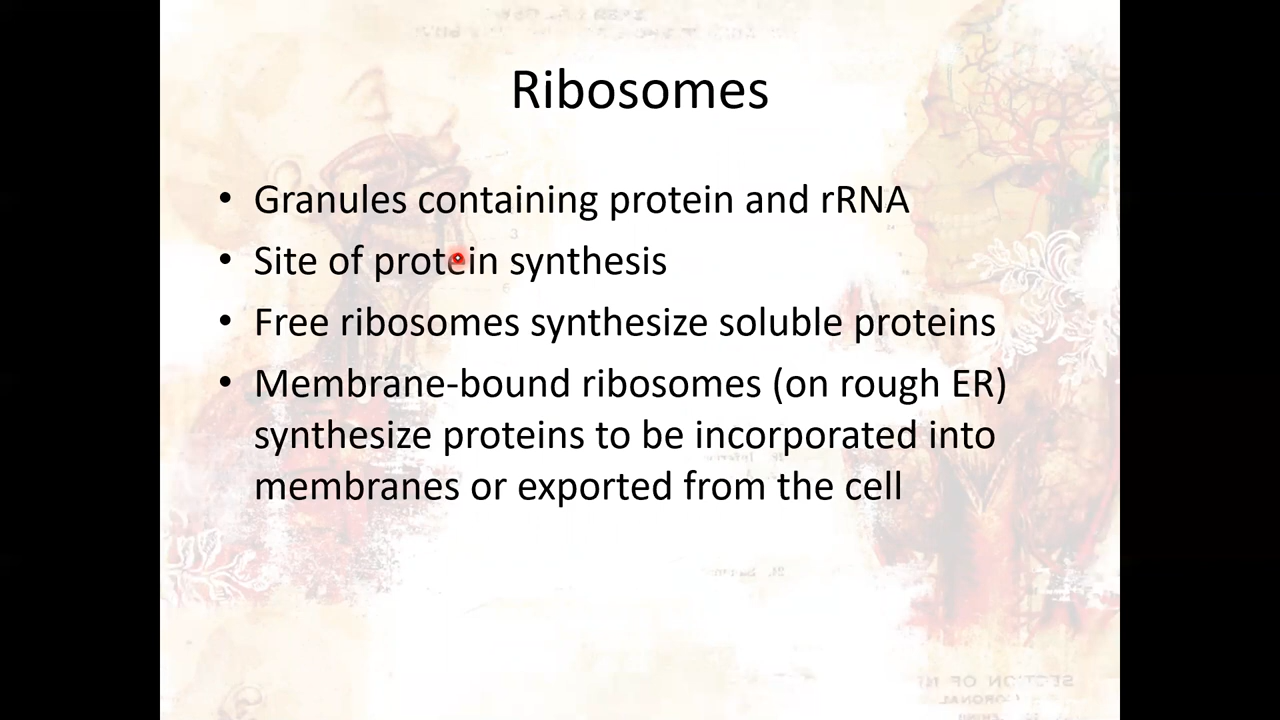 Ribosomes
• Granules containing protein and rRNA
• Site of protein synthesis
• Free ribosomes synthesize soluble proteins
• Membrane-bound ribosomes (on rough ER)
synthesize proteins to be incorporated into
membranes or exported from the cell